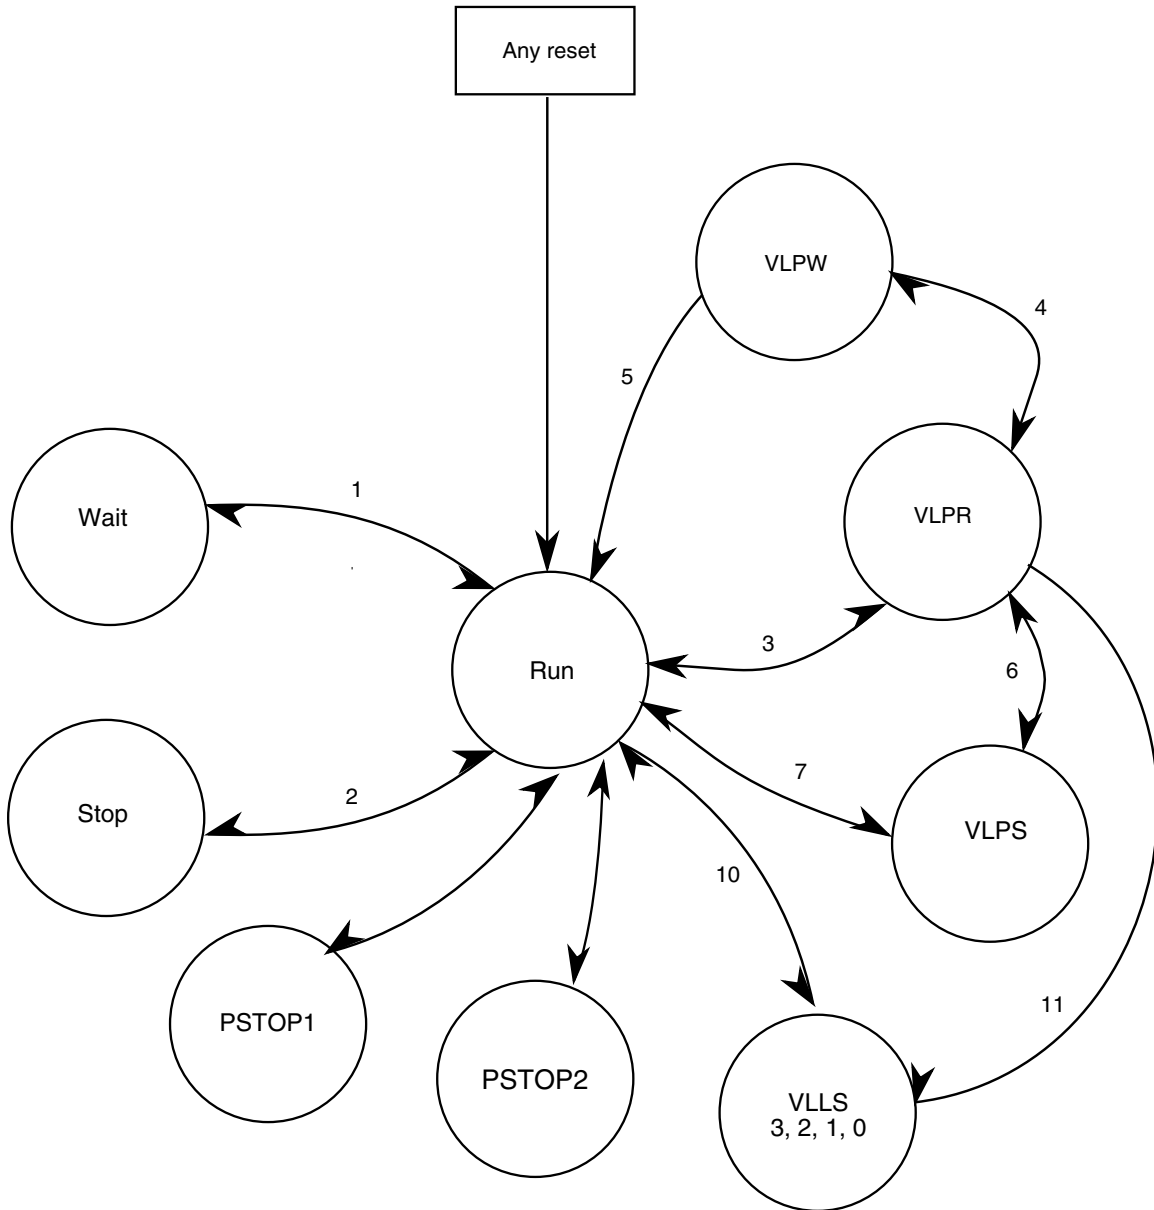 Any reset
VLPW
4
5
Wait
1
VLPR
3
Run
6
7
Stop
2
VLPS
10
PSTOP1
PSTOP2
11
VLLS
3, 2, 1, 0